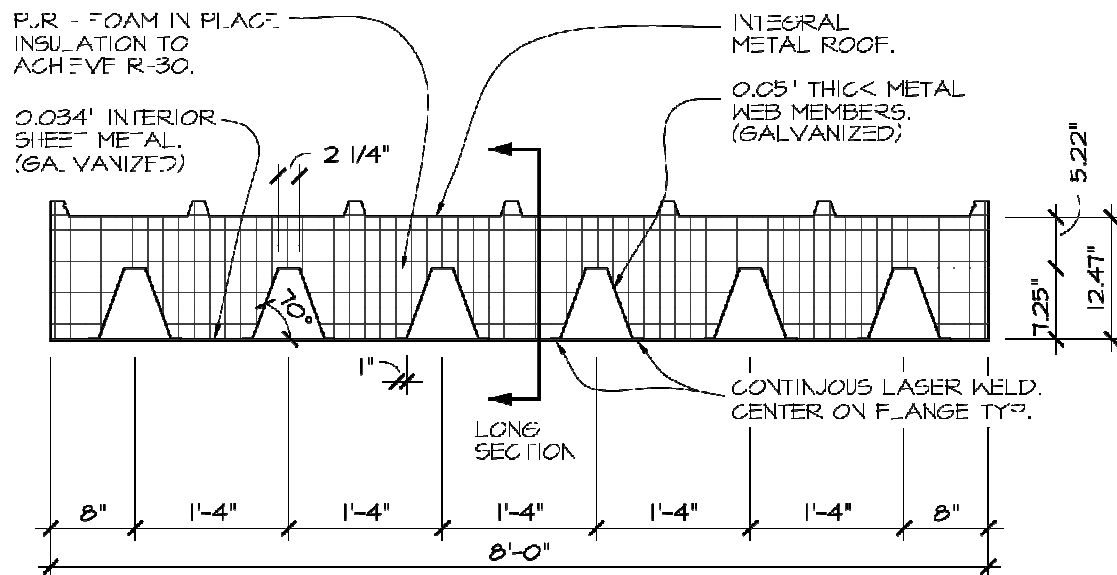 PUR - FOAM IN PLACE
INSULATION TO
ACHIEVE R-30.
0.034" INTERIOR
SHEET METAL.
(GALVANIZED)
2 1/4"
INTEGRAL
METAL ROOF.
0.05" THICK METAL
WEB MEMBERS.
(GALVANIZED)
5.22"
12.47"
7.25"
70°
1"
CONTINUOUS LASER WELD.
CENTER ON FLANGE TYP.
LONG
SECTION
8" 1'-4" 1'-4" 1'-4" 1'-4" 1'-4" 8"
8'-0"